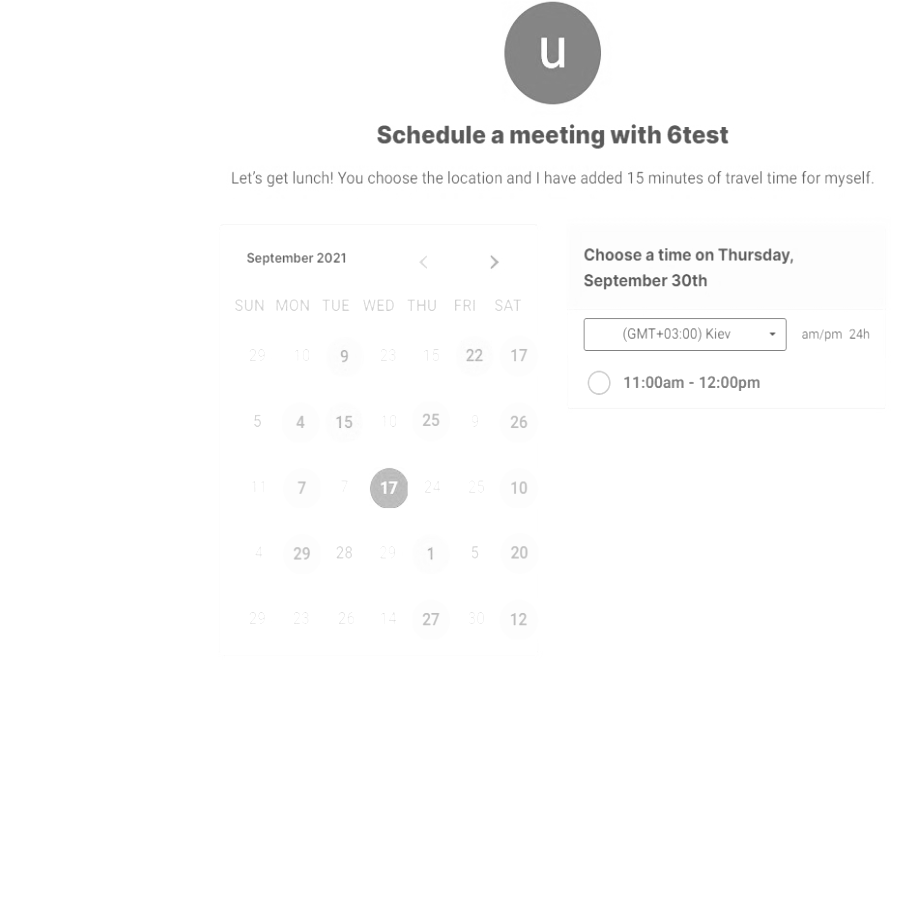 u
Schedule a meeting with 6test
Let's get lunch! You choose the location and I have added 15 minutes of travel time for myself.
September 2021
SUN MON TUE WED THU FRI SAT
29 10 9 23 15 22 17
5 4 15 10 25 9 26
11 7 7 17 24 25 10
4 29 28 29 1 5 20
29 23 26 14 27 30 12
Choose a time on Thursday,
September 30th
(GMT+03:00) Kiev am/pm 24h
11:00am - 12:00pm